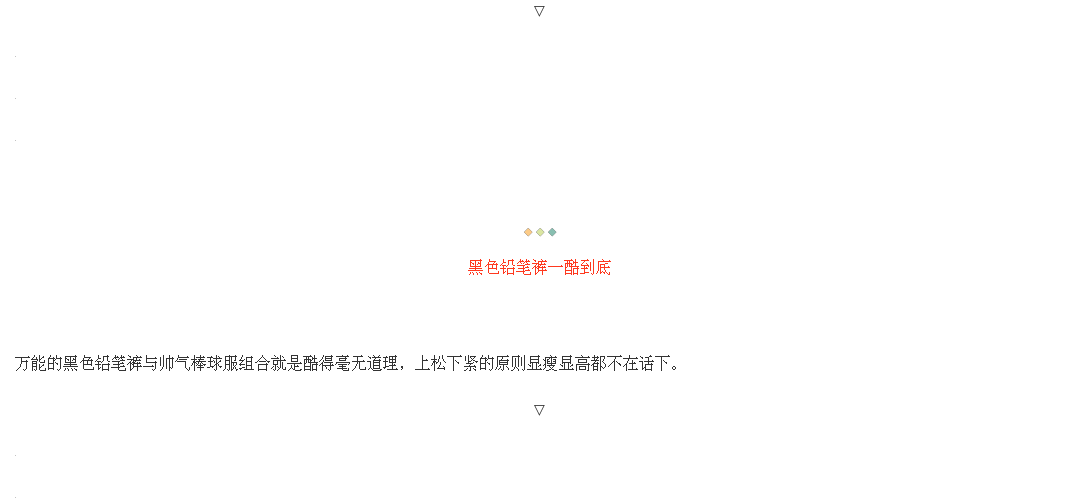 ▽
黑色铅笔裤一酷到底
万能的黑色铅笔裤与帅气棒球服组合就是酷得毫无道理，上松下紧的原则显瘦显高都不在话下。
▽